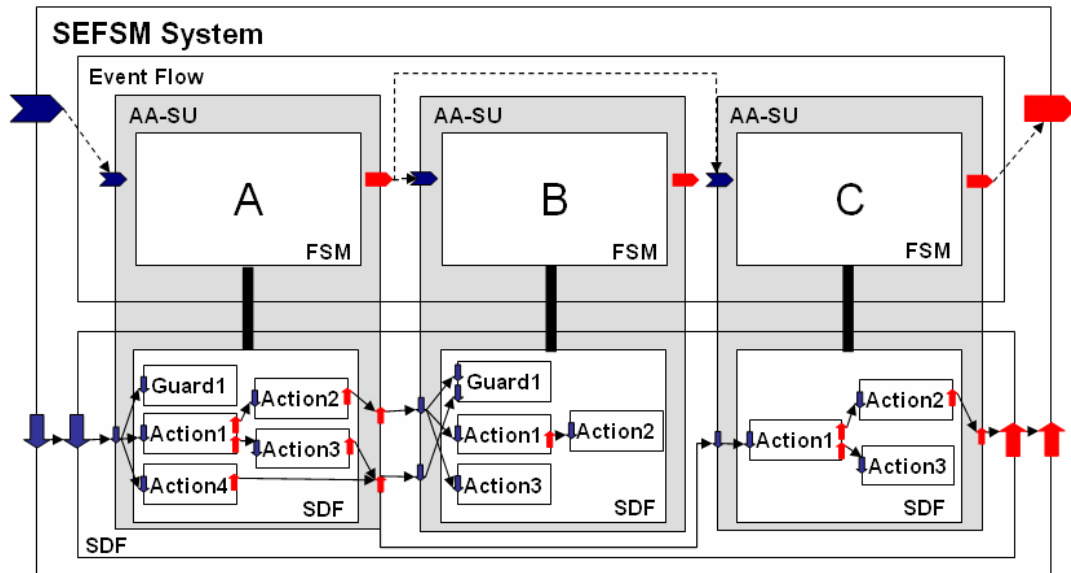 SEFSM System
Event Flow
AA-SU
AA-SU
AA-SU
A
B
C
FSM
FSM
FSM
Guard1
Action2
Action1
Action3
Action4
SDF
Guard1
Action1
Action2
Action3
SDF
Action2
Action1
Action3
SDF
SDF